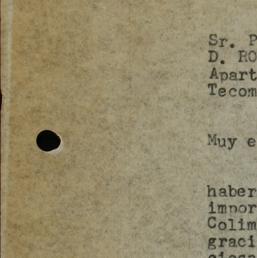 Sr. P
D. RO
Apart
Tecom
Muy e
haber
impor
Colim
graci